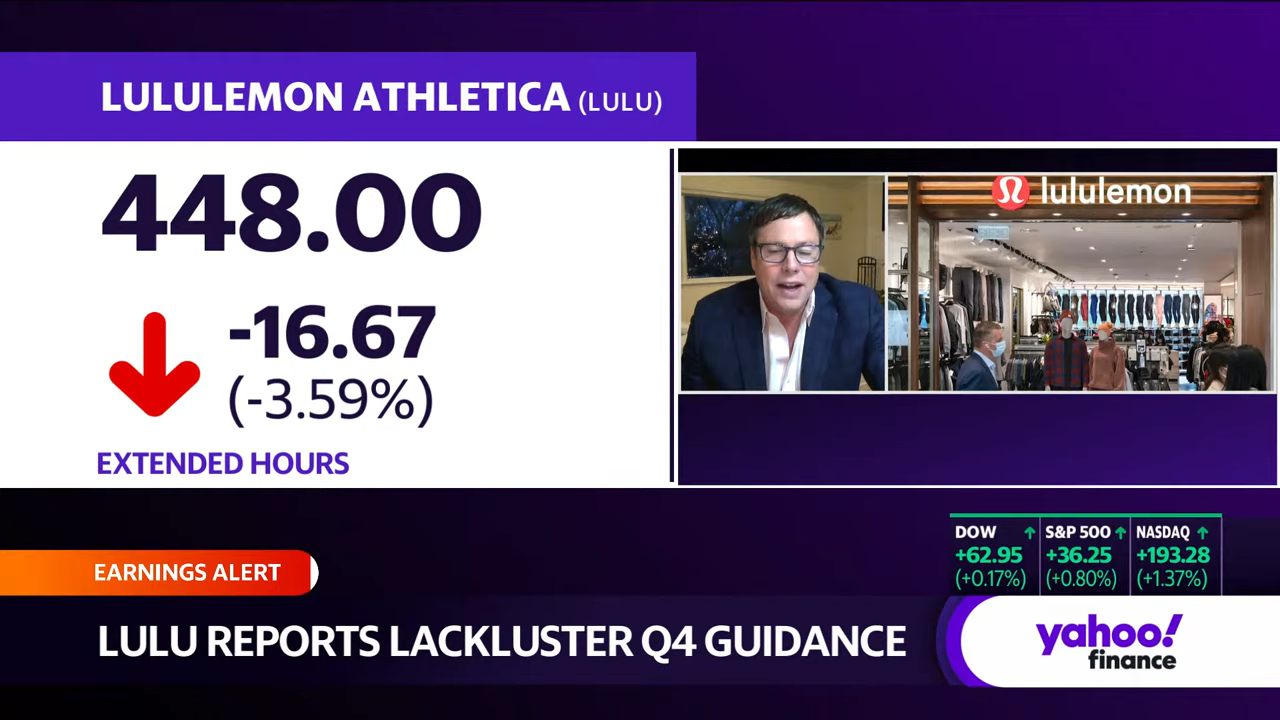 LULULEMON ATHLETICA (LULU)
448.00
-16.67
(-3.59%)
EXTENDED HOURS
lululemon
DOW
+62.95
(+0.17%)
S&P 500
+36.25
(+0.80%)
NASDAQ
+193.28
(+1.37%)
EARNINGS ALERT
LULU REPORTS LACKLUSTER Q4 GUIDANCE
yahoo!
finance